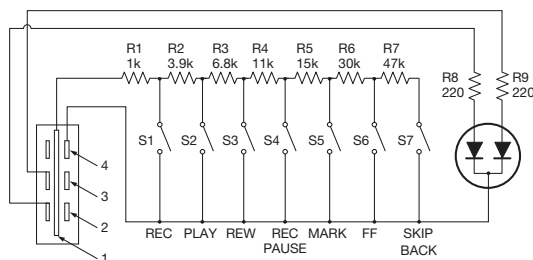 R1 R2 R3 R4 R5 R6 R7
1k 3.9k 6.8k 11k 15k 30k 47k
R8 R9
220 220
S1 S2 S3 S4 S5 S6 S7
4
3
2
1
REC PLAY REW REC MARK FF SKIP
PAUSE BACK